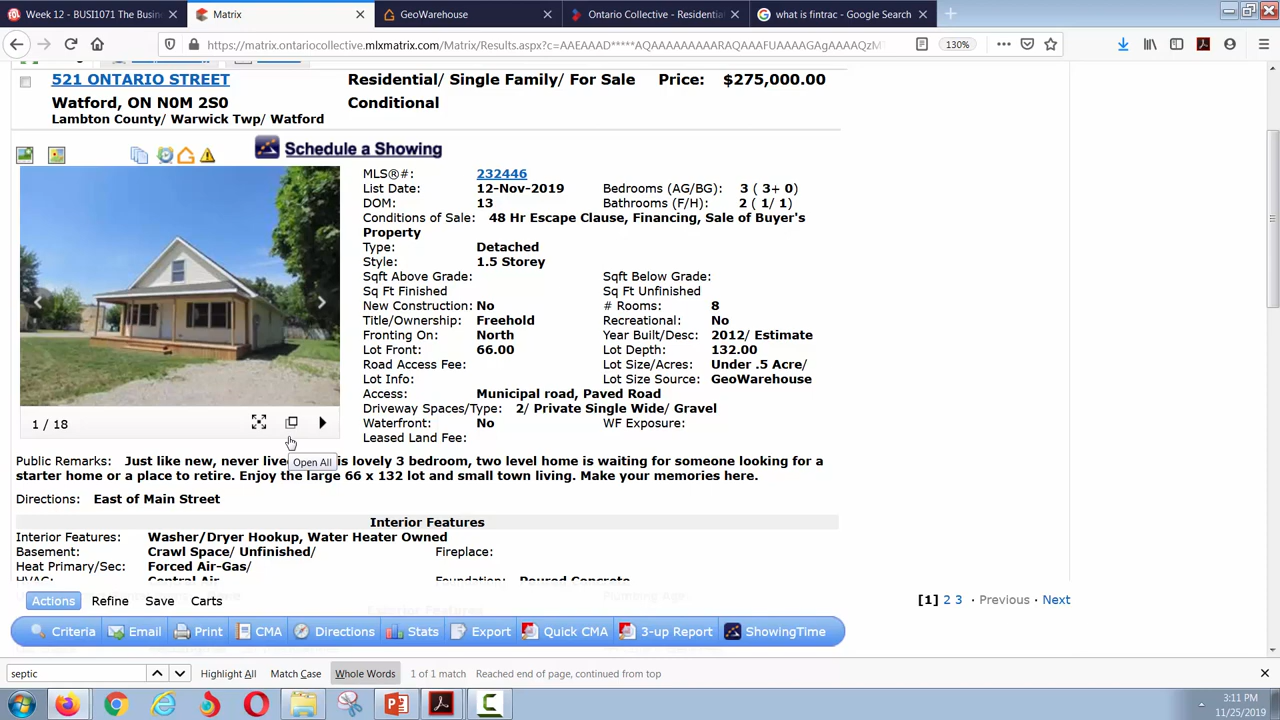 Week 12 - BUSI1071 The Busin
Matrix
GeoWarehouse
Ontario Collective - Residentia
what is fintrac - Google Search
https://matrix.ontariocollective.mlxmatrix.com/Matrix/Results.aspx?c=
130%
521 ONTARIO STREET
Residential/ Single Family/ For Sale
Price: $275,000.00
Watford, ON N0M 2S0
Conditional
Lambton County/ Warwick Twp/ Watford
Schedule a Showing
MLS®#: 232446
List Date: 12-Nov-2019 Bedrooms (AG/BG): 3 ( 3+ 0)
DOM: 13 Bathrooms (F/H): 2 ( 1/ 1)
Conditions of Sale: 48 Hr Escape Clause, Financing, Sale of Buyer's
Property
Type: Detached
Style: 1.5 Storey
Sqft Above Grade: Sqft Below Grade:
Sq Ft Finished Sq Ft Unfinished
New Construction: No # Rooms: 8
Title/Ownership: Freehold Recreational: No
Fronting On: North Year Built/Desc: 2012/ Estimate
Lot Front: 66.00 Lot Depth: 132.00
Road Access Fee: Lot Size/Acres: Under .5 Acre/
Lot Info: Lot Size Source: GeoWarehouse
Access: Municipal road, Paved Road
Driveway Spaces/Type: 2/ Private Single Wide/ Gravel
Waterfront: No WF Exposure:
Leased Land Fee:
1 / 18
Open All
Public Remarks: Just like new, never live is lovely 3 bedroom, two level home is waiting for someone looking for a
starter home or a place to retire. Enjoy the large 66 x 132 lot and small town living. Make your memories here.
Directions: East of Main Street
Interior Features
Interior Features: Washer/Dryer Hookup, Water Heater Owned
Basement: Crawl Space/ Unfinished/ Fireplace:
Heat Primary/Sec: Forced Air-Gas/
HVAC: Central Air Foundation: Poured Concrete
Actions Refine Save Carts
[1] 2 3 · Previous · Next
Criteria Email Print CMA Directions Stats Export Quick CMA 3-up Report ShowingTime
septic
Highlight All Match Case Whole Words 1 of 1 match Reached end of page, continued from top
3:11 PM
11/25/2019